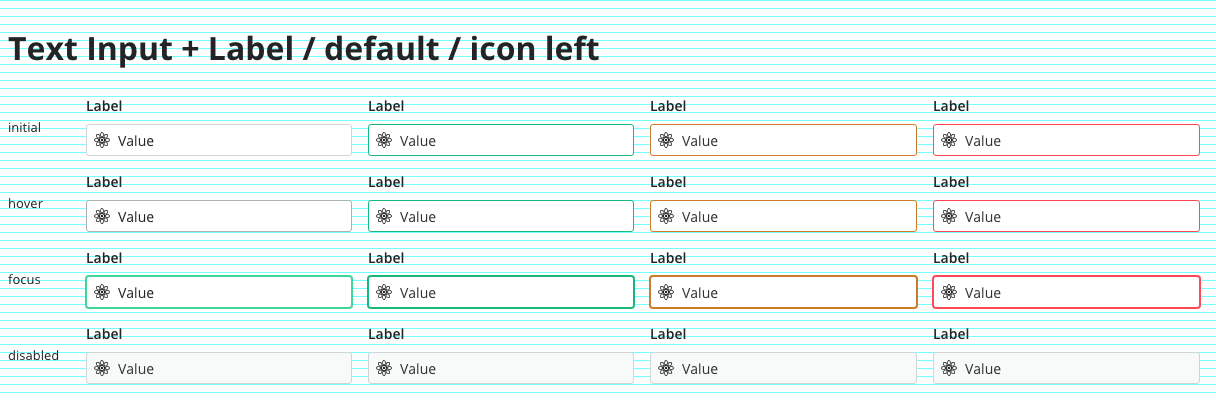 Text Input + Label / default / icon left
Label Label Label Label
initial Value Value Value Value
Label Label Label Label
hover Value Value Value Value
Label Label Label Label
focus Value Value Value Value
Label Label Label Label
disabled Value Value Value Value